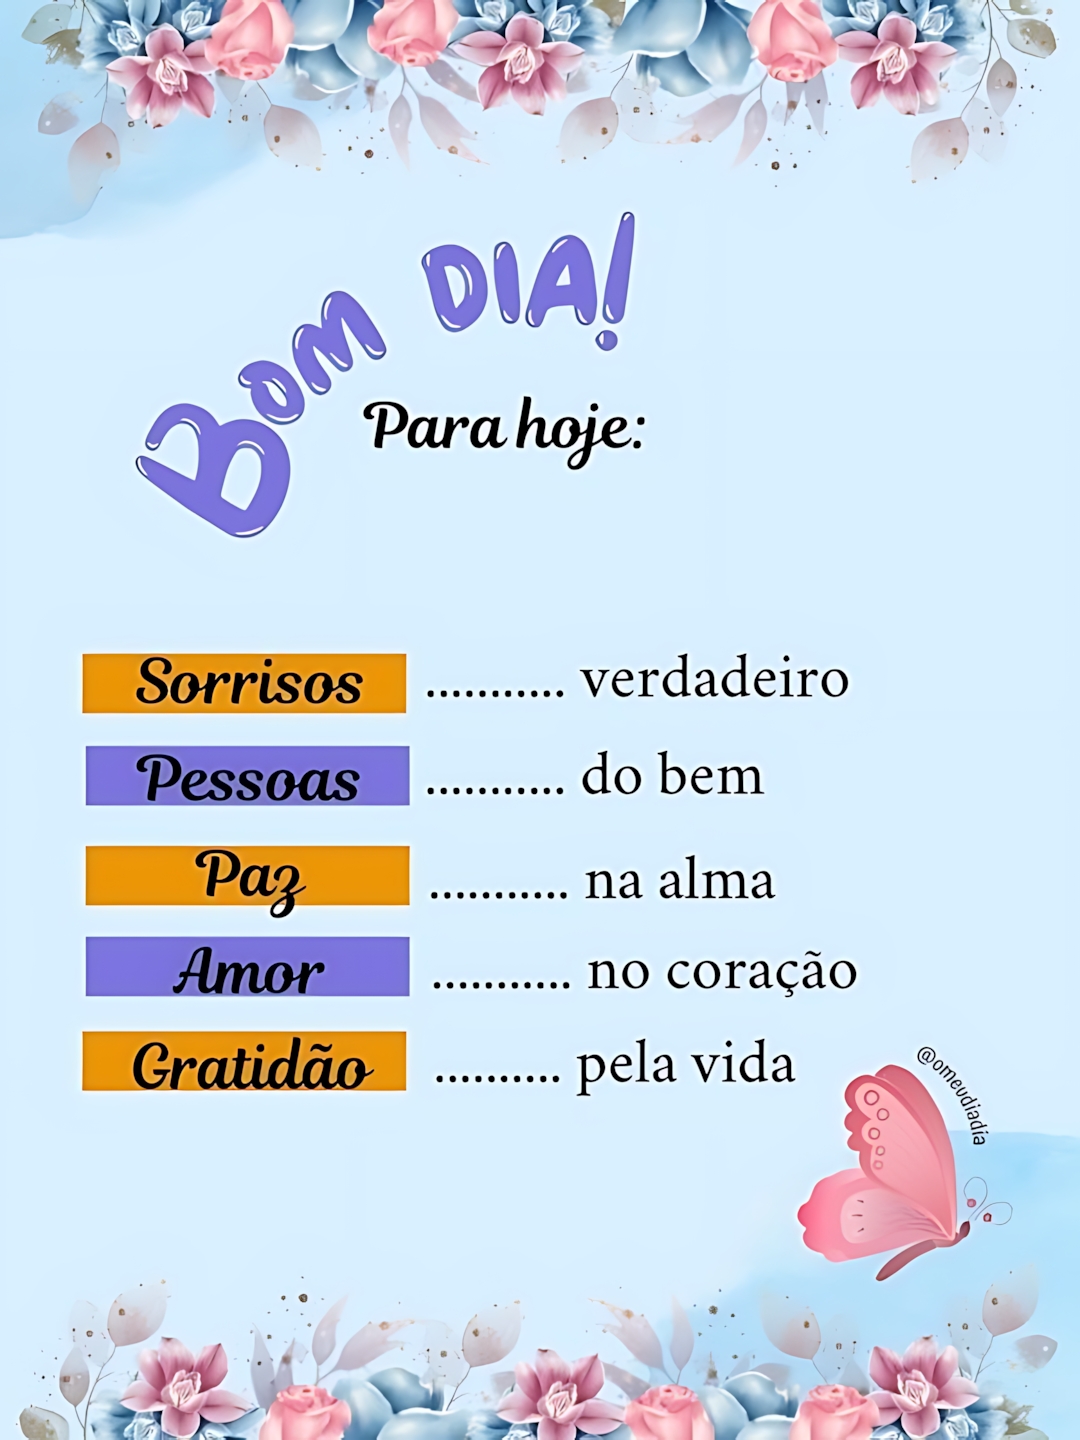 Bom DIA!
Para hoje:
Sorrisos ........... verdadeiro
Pessoas ........... do bem
Paz ........... na alma
Amor ........... no coração
Gratidão .......... pela vida
@omeudiadia